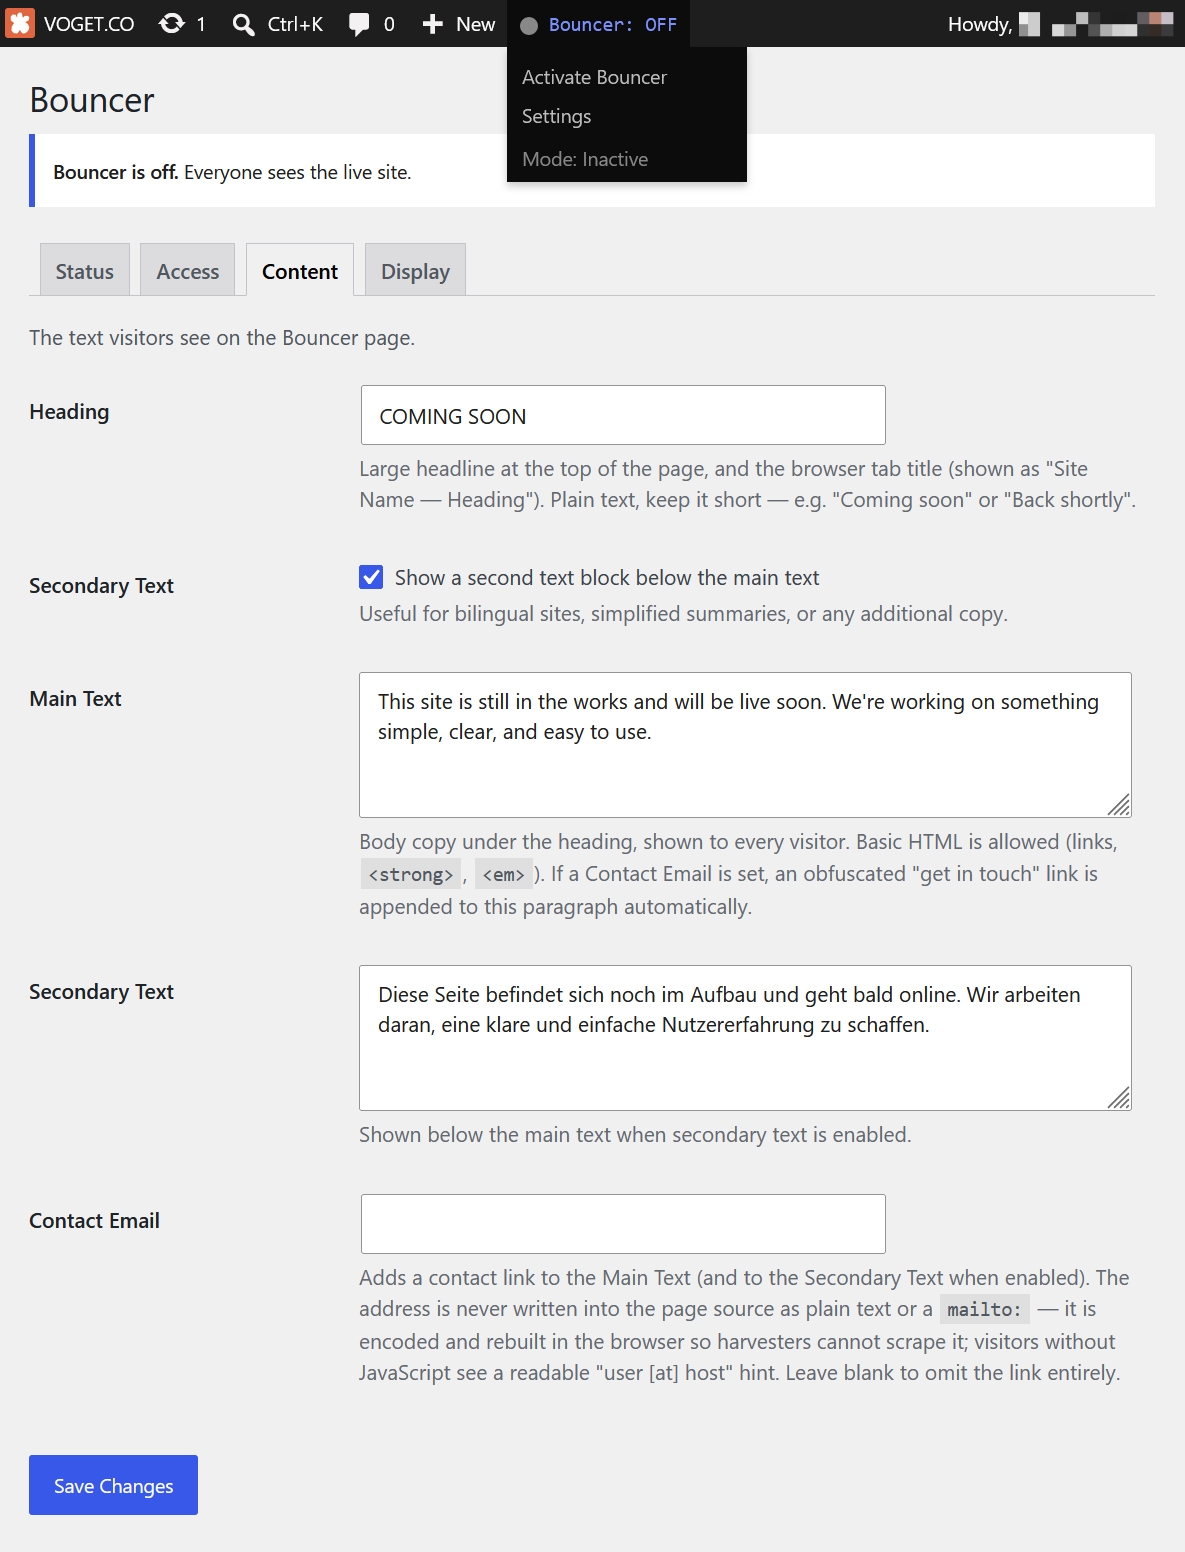 VOGET.CO 1 Ctrl+K 0 New Bouncer: OFF Howdy,
Activate Bouncer
Settings
Mode: Inactive
Bouncer
Bouncer is off. Everyone sees the live site.
Status Access Content Display
The text visitors see on the Bouncer page.
Heading
COMING SOON
Large headline at the top of the page, and the browser tab title (shown as "Site
Name — Heading"). Plain text, keep it short — e.g. "Coming soon" or "Back shortly".
Secondary Text
Show a second text block below the main text
Useful for bilingual sites, simplified summaries, or any additional copy.
Main Text
This site is still in the works and will be live soon. We're working on something
simple, clear, and easy to use.
Body copy under the heading, shown to every visitor. Basic HTML is allowed (links,
<strong>, <em>). If a Contact Email is set, an obfuscated "get in touch" link is
appended to this paragraph automatically.
Secondary Text
Diese Seite befindet sich noch im Aufbau und geht bald online. Wir arbeiten
daran, eine klare und einfache Nutzererfahrung zu schaffen.
Shown below the main text when secondary text is enabled.
Contact Email
Adds a contact link to the Main Text (and to the Secondary Text when enabled). The
address is never written into the page source as plain text or a mailto: — it is
encoded and rebuilt in the browser so harvesters cannot scrape it; visitors without
JavaScript see a readable "user [at] host" hint. Leave blank to omit the link entirely.
Save Changes